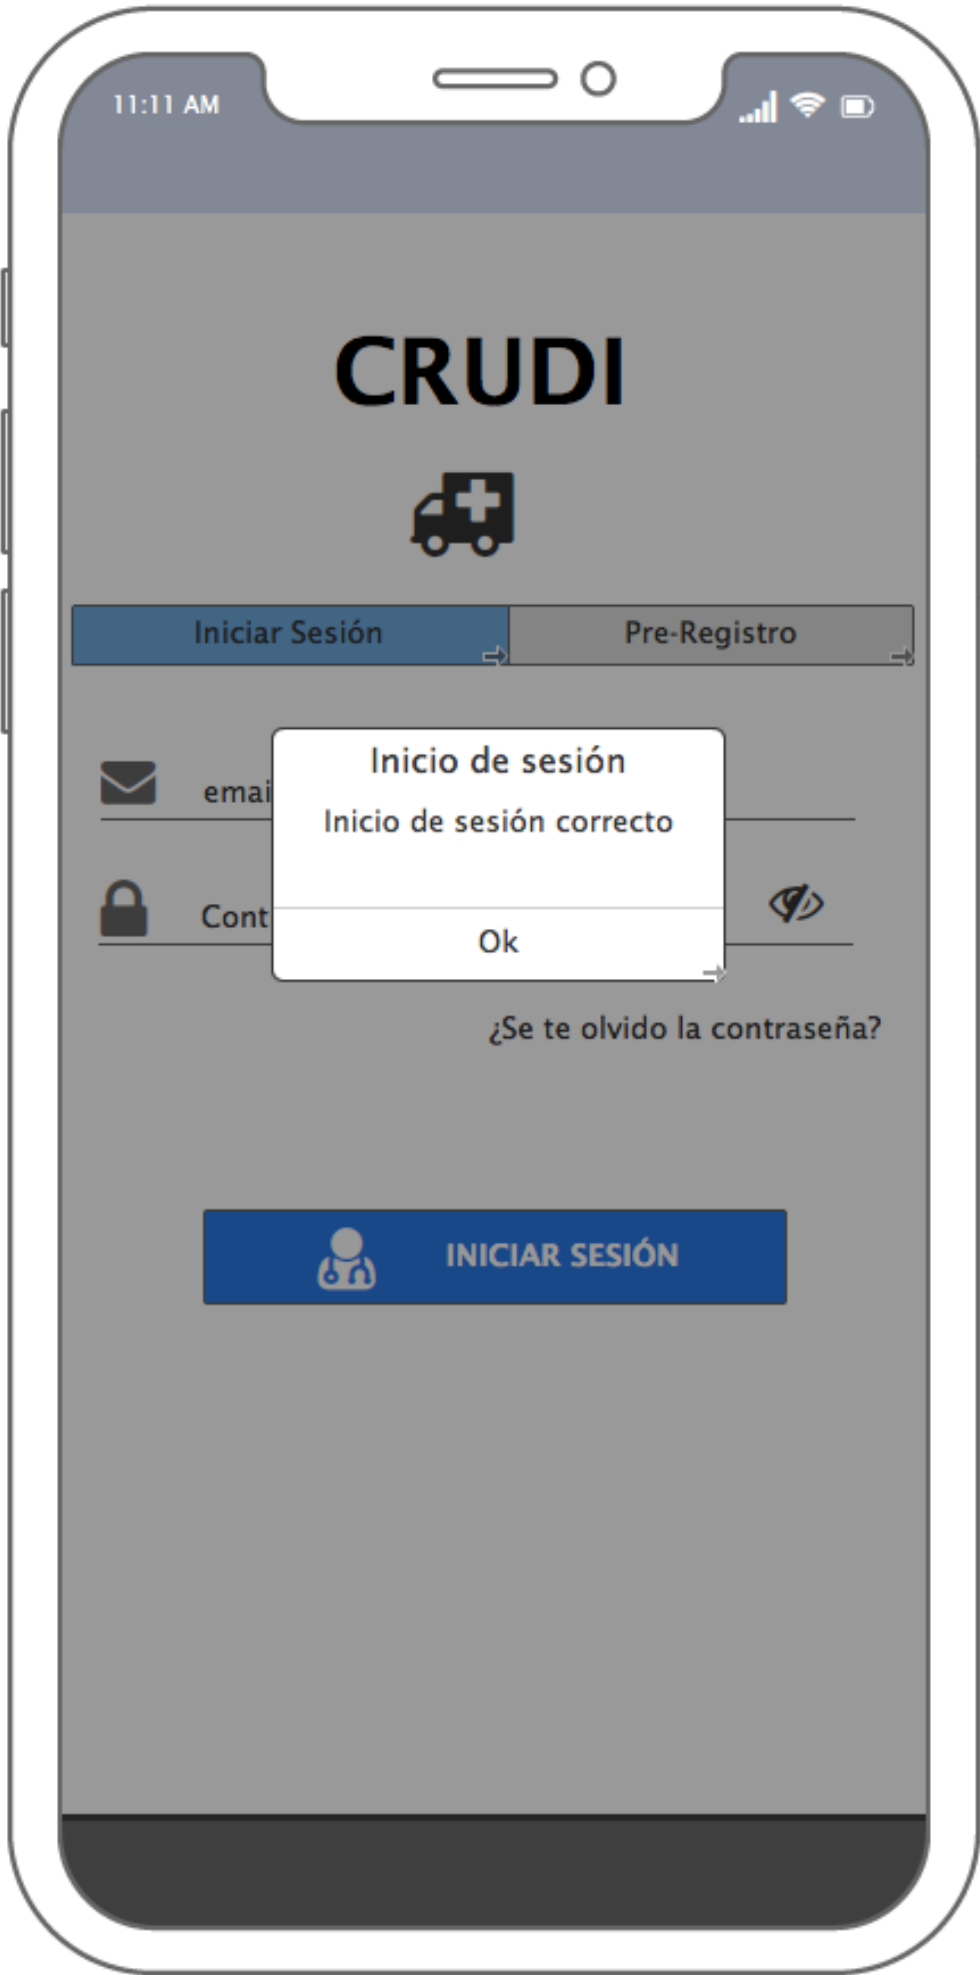 11:11 AM
CRUDI
Iniciar Sesión
Pre-Registro
Inicio de sesión
emai
Inicio de sesión correcto
Cont
Ok
¿Se te olvido la contraseña?
INICIAR SESIÓN